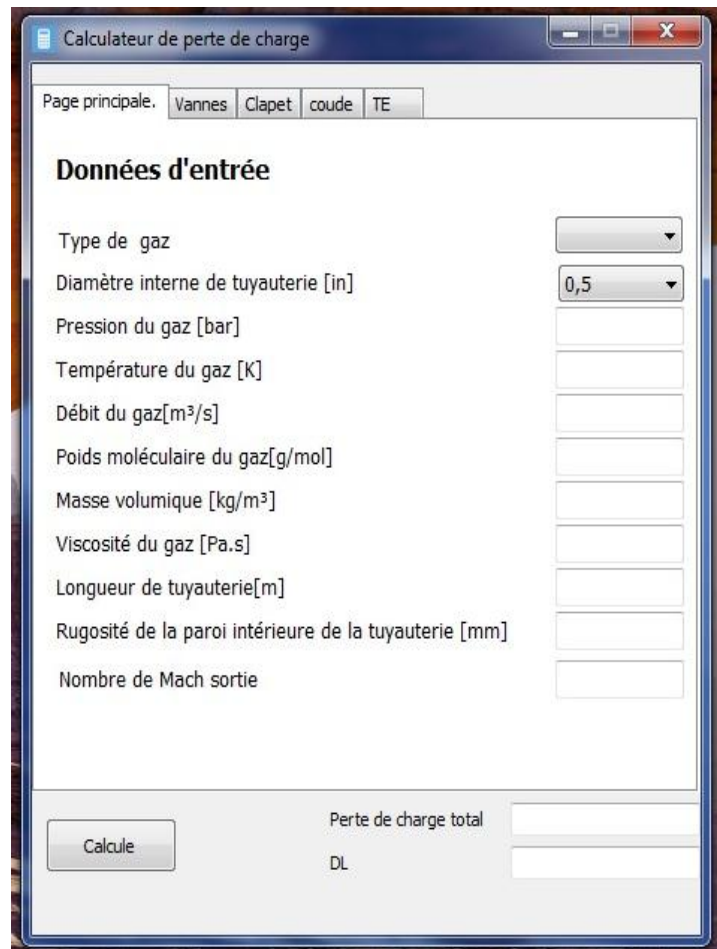 Calculateur de perte de charge
Page principale. Vannes Clapet coude TE
Données d'entrée
Type de gaz
Diamètre interne de tuyauterie [in] 0,5
Pression du gaz [bar]
Température du gaz [K]
Débit du gaz[m³/s]
Poids moléculaire du gaz[g/mol]
Masse volumique [kg/m³]
Viscosité du gaz [Pa.s]
Longueur de tuyauterie[m]
Rugosité de la paroi intérieure de la tuyauterie [mm]
Nombre de Mach sortie
Perte de charge total
Calcule
DL